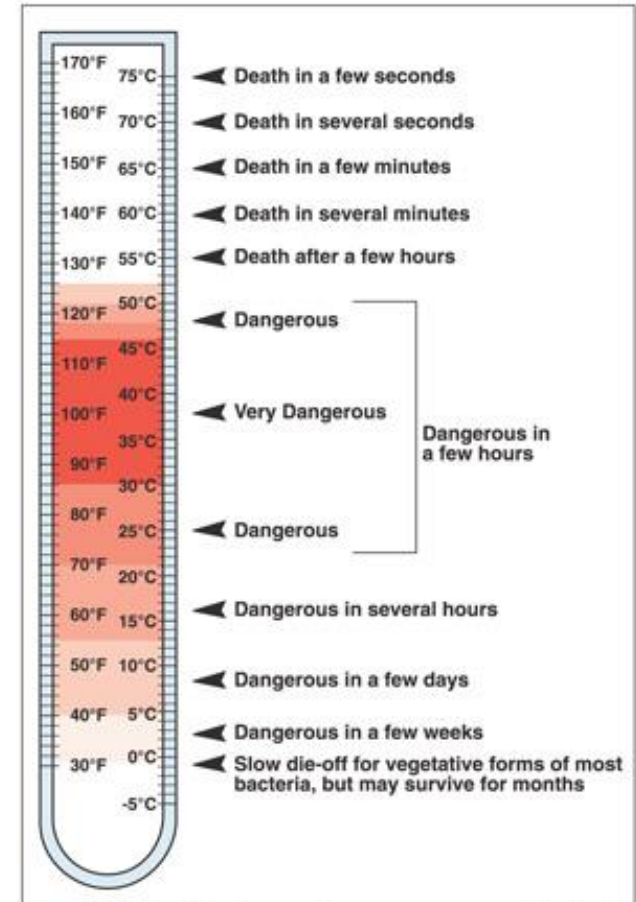 170°F
75°C
Death in a few seconds
160°F
70°C
Death in several seconds
150°F
65°C
Death in a few minutes
140°F 60°C
Death in several minutes
130°F
55°C
Death after a few hours
120°F
50°C
Dangerous
110°F
45°C
40°C
100°F
Very Dangerous
Dangerous in
a few hours
35°C
90°F
30°C
80°F
25°C
Dangerous
70°F
20°C
60°F
15°C
Dangerous in several hours
50°F 10°C
Dangerous in a few days
40°F
5°C
Dangerous in a few weeks
30°F
0°C
Slow die-off for vegetative forms of most
bacteria, but may survive for months
-5°C